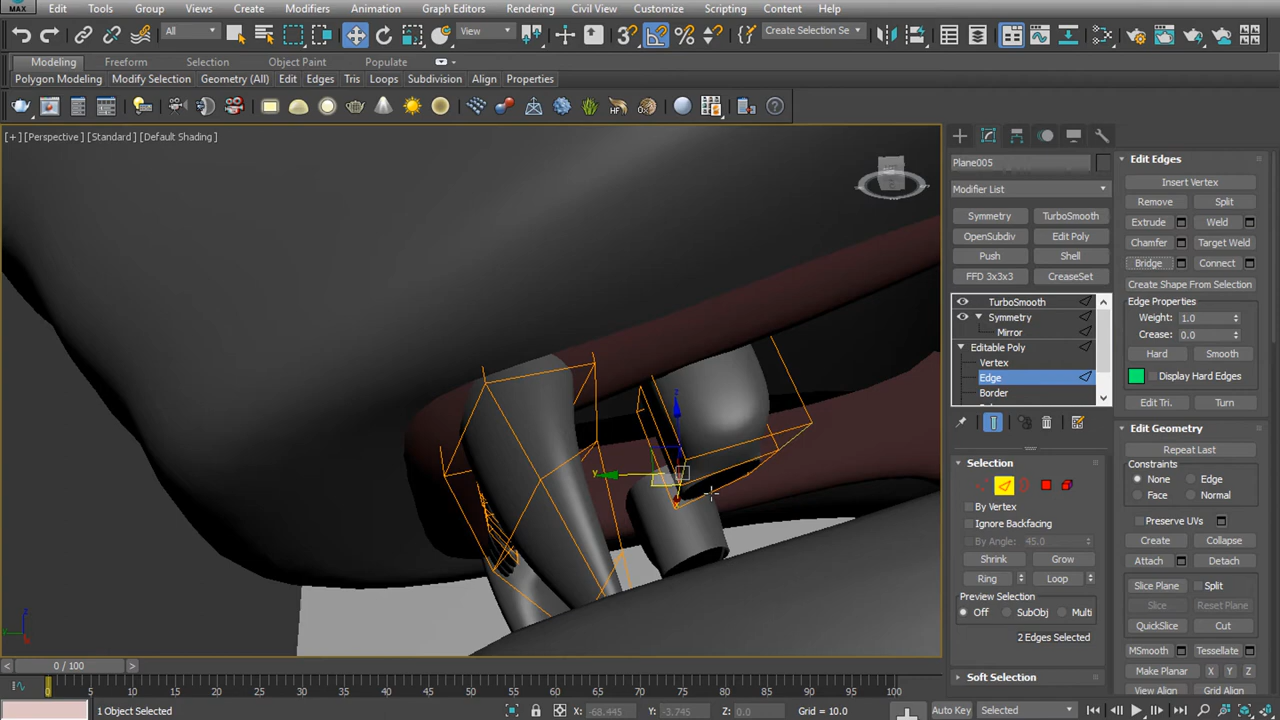 MAX Edit Tools Group Views Create Modifiers Animation Graph Editors Rendering Civil View Customize Scripting Content Help
All View Create Selection Se
Modeling Freeform Selection Object Paint Populate
Polygon Modeling Modify Selection Geometry (All) Edit Edges Tris Loops Subdivision Align Properties
[+] [Perspective] [Standard] [Default Shading]
Plane005
Modifier List
Symmetry TurboSmooth
OpenSubdiv Edit Poly
Push Shell
FFD 3x3x3 CreaseSet
TurboSmooth
Symmetry
Mirror
Editable Poly
Vertex
Edge
Border
Selection
By Vertex
Ignore Backfacing
By Angle: 45.0
Shrink Grow
Ring Loop
Preview Selection
Off SubObj Multi
2 Edges Selected
Soft Selection
Edit Edges
Insert Vertex
Remove Split
Extrude Weld
Chamfer Target Weld
Bridge Connect
Create Shape From Selection
Edge Properties
Weight: 1.0
Crease: 0.0
Hard Smooth
Display Hard Edges
Edit Tri. Turn
Edit Geometry
Repeat Last
Constraints
None Edge
Face Normal
Preserve UVs
Create Collapse
Attach Detach
Slice Plane Split
Slice Reset Plane
QuickSlice Cut
MSmooth Tessellate
Make Planar X Y Z
View Align Grid Align
z
y
z
y
0 / 100
0 5 10 15 20 25 30 35 40 45 50 55 60 65 70 75 80 85 90 95 100
1 Object Selected X: -68.445 Y: -3.745 Z: 0.0 Grid = 10.0 Auto Key Selected